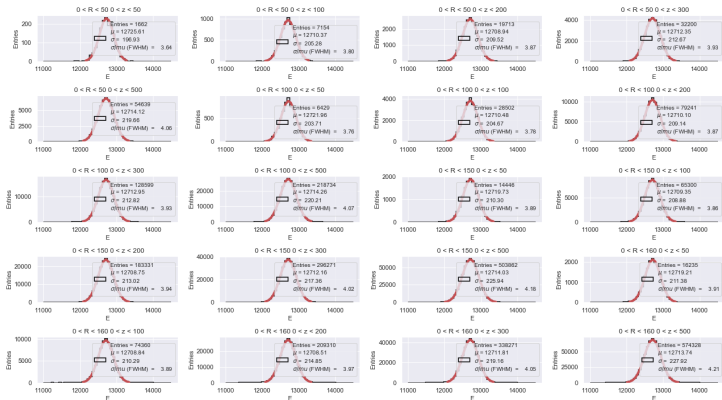 0 < R < 50 0 < z < 50
Entries = 1662
μ = 12725.61
σ = 196.93
d/mu (FWHM) = 3.64
0 < R < 50 0 < z < 100
Entries = 7154
μ = 12710.37
σ = 205.28
d/mu (FWHM) = 3.80
0 < R < 50 0 < z < 200
Entries = 19713
μ = 12708.94
σ = 209.52
d/mu (FWHM) = 3.87
0 < R < 50 0 < z < 300
Entries = 32200
μ = 12712.35
σ = 212.67
d/mu (FWHM) = 3.93
0 < R < 50 0 < z < 500
Entries = 54639
μ = 12714.12
σ = 219.66
d/mu (FWHM) = 4.06
0 < R < 100 0 < z < 50
Entries = 6429
μ = 12721.96
σ = 203.71
d/mu (FWHM) = 3.76
0 < R < 100 0 < z < 100
Entries = 28502
μ = 12710.48
σ = 204.67
d/mu (FWHM) = 3.78
0 < R < 100 0 < z < 200
Entries = 79241
μ = 12710.10
σ = 209.14
d/mu (FWHM) = 3.87
0 < R < 100 0 < z < 300
Entries = 128599
μ = 12712.95
σ = 212.82
d/mu (FWHM) = 3.93
0 < R < 100 0 < z < 500
Entries = 218734
μ = 12714.26
σ = 220.21
d/mu (FWHM) = 4.07
0 < R < 150 0 < z < 50
Entries = 14446
μ = 12719.73
σ = 210.30
d/mu (FWHM) = 3.89
0 < R < 150 0 < z < 100
Entries = 65300
μ = 12709.35
σ = 208.88
d/mu (FWHM) = 3.86
0 < R < 150 0 < z < 200
Entries = 183331
μ = 12708.75
σ = 213.02
d/mu (FWHM) = 3.94
0 < R < 150 0 < z < 300
Entries = 296271
μ = 12712.16
σ = 217.36
d/mu (FWHM) = 4.02
0 < R < 150 0 < z < 500
Entries = 503862
μ = 12714.03
σ = 225.94
d/mu (FWHM) = 4.18
0 < R < 160 0 < z < 50
Entries = 16235
μ = 12719.21
σ = 211.38
d/mu (FWHM) = 3.91
0 < R < 160 0 < z < 100
Entries = 74360
μ = 12708.84
σ = 210.29
d/mu (FWHM) = 3.89
0 < R < 160 0 < z < 200
Entries = 209310
μ = 12708.51
σ = 214.85
d/mu (FWHM) = 3.97
0 < R < 160 0 < z < 300
Entries = 338271
μ = 12711.81
σ = 219.16
d/mu (FWHM) = 4.05
0 < R < 160 0 < z < 500
Entries = 574328
μ = 12713.74
σ = 227.92
d/mu (FWHM) = 4.21
11000 12000 13000 14000
E
Entries